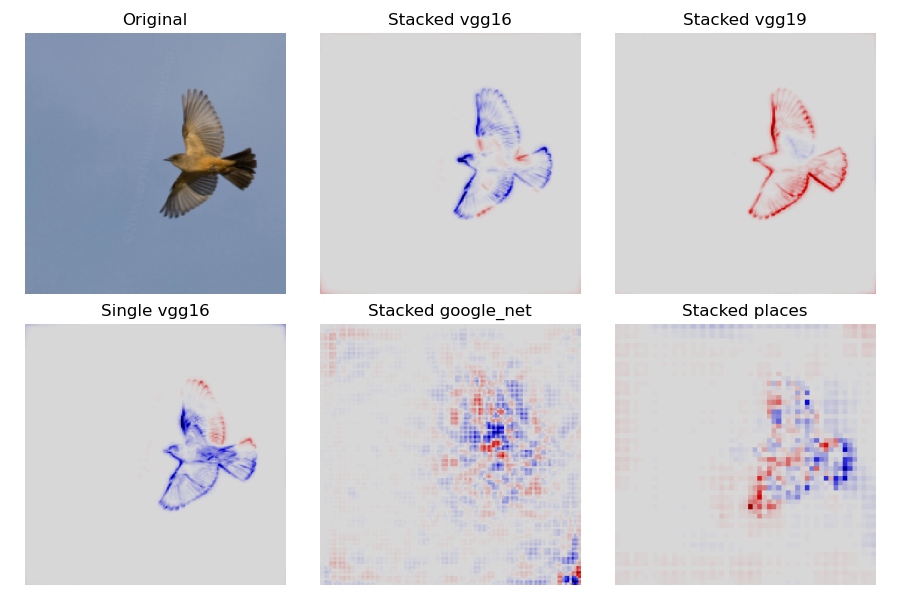 Original
Stacked vgg16
Stacked vgg19
Single vgg16
Stacked google_net
Stacked places